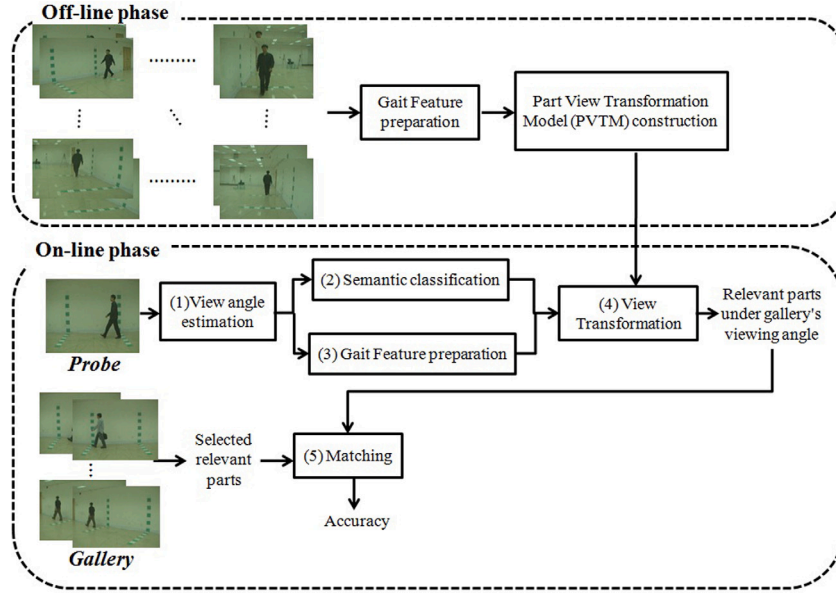 Off-line phase
Gait Feature
preparation
Part View Transformation
Model (PVTM) construction
On-line phase
Probe
(1)View angle
estimation
(2) Semantic classification
(3) Gait Feature preparation
(4) View
Transformation
Relevant parts
under gallery's
viewing angle
Gallery
Selected
relevant
parts
(5) Matching
Accuracy